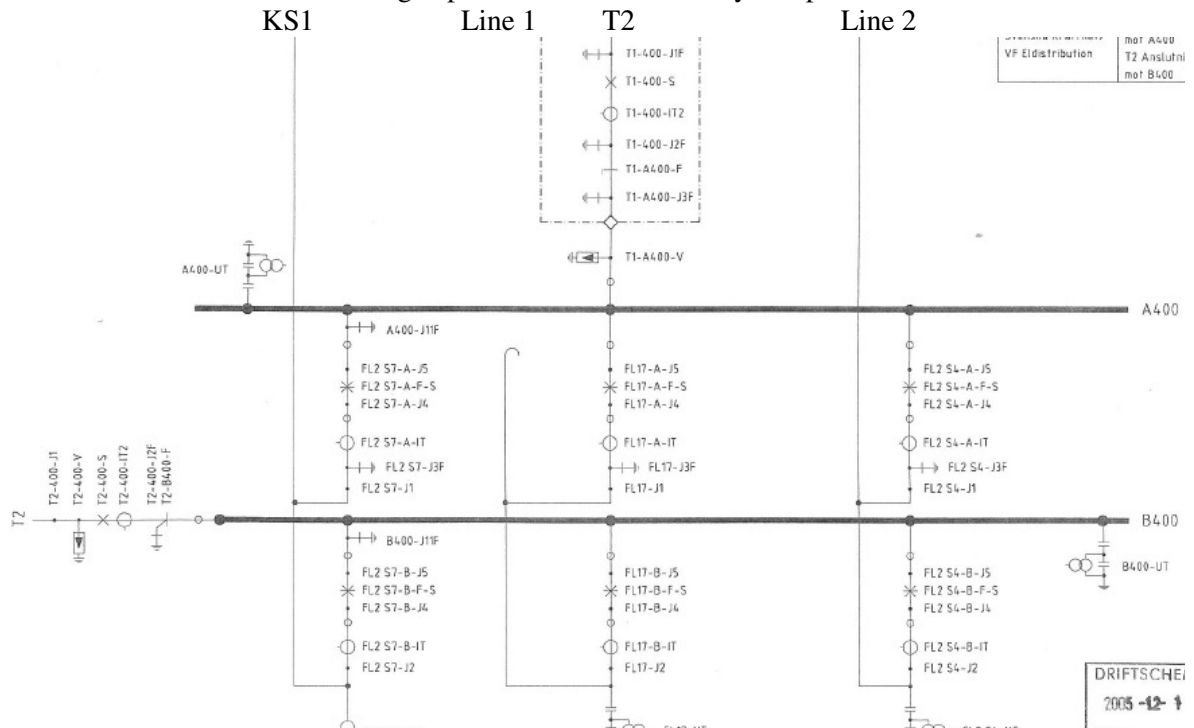 KS1 Line 1 T2 Line 2
mot A400
VF Eldistribution
T2 Anslutni
mot B400
T1-400-J1F
T1-400-S
T1-400-IT2
T1-400-J2F
T1-A400-F
T1-A400-J3F
T1-A400-V
A400-UT
A400
A400-J11F
FL2 S7-A-J5
FL2 S7-A-F-S
FL2 S7-A-J4
FL2 S7-A-IT
FL2 S7-J3F
FL2 S7-J1
FL17-A-J5
FL17-A-F-S
FL17-A-J4
FL17-A-IT
FL17-J3F
FL17-J1
FL2 S4-A-J5
FL2 S4-A-F-S
FL2 S4-A-J4
FL2 S4-A-IT
FL2 S4-J3F
FL2 S4-J1
T2
T2-400-J1
T2-400-V
T2-400-S
T2-400-IT2
T2-400-J2F
T2-B400-F
B400
B400-J11F
B400-UT
FL2 S7-B-J5
FL2 S7-B-F-S
FL2 S7-B-J4
FL2 S7-B-IT
FL2 S7-J2
FL17-B-J5
FL17-B-F-S
FL17-B-J4
FL17-B-IT
FL17-J2
FL2 S4-B-J5
FL2 S4-B-F-S
FL2 S4-B-J4
FL2 S4-B-IT
FL2 S4-J2
DRIFTSCHEM
2005 -12- 1